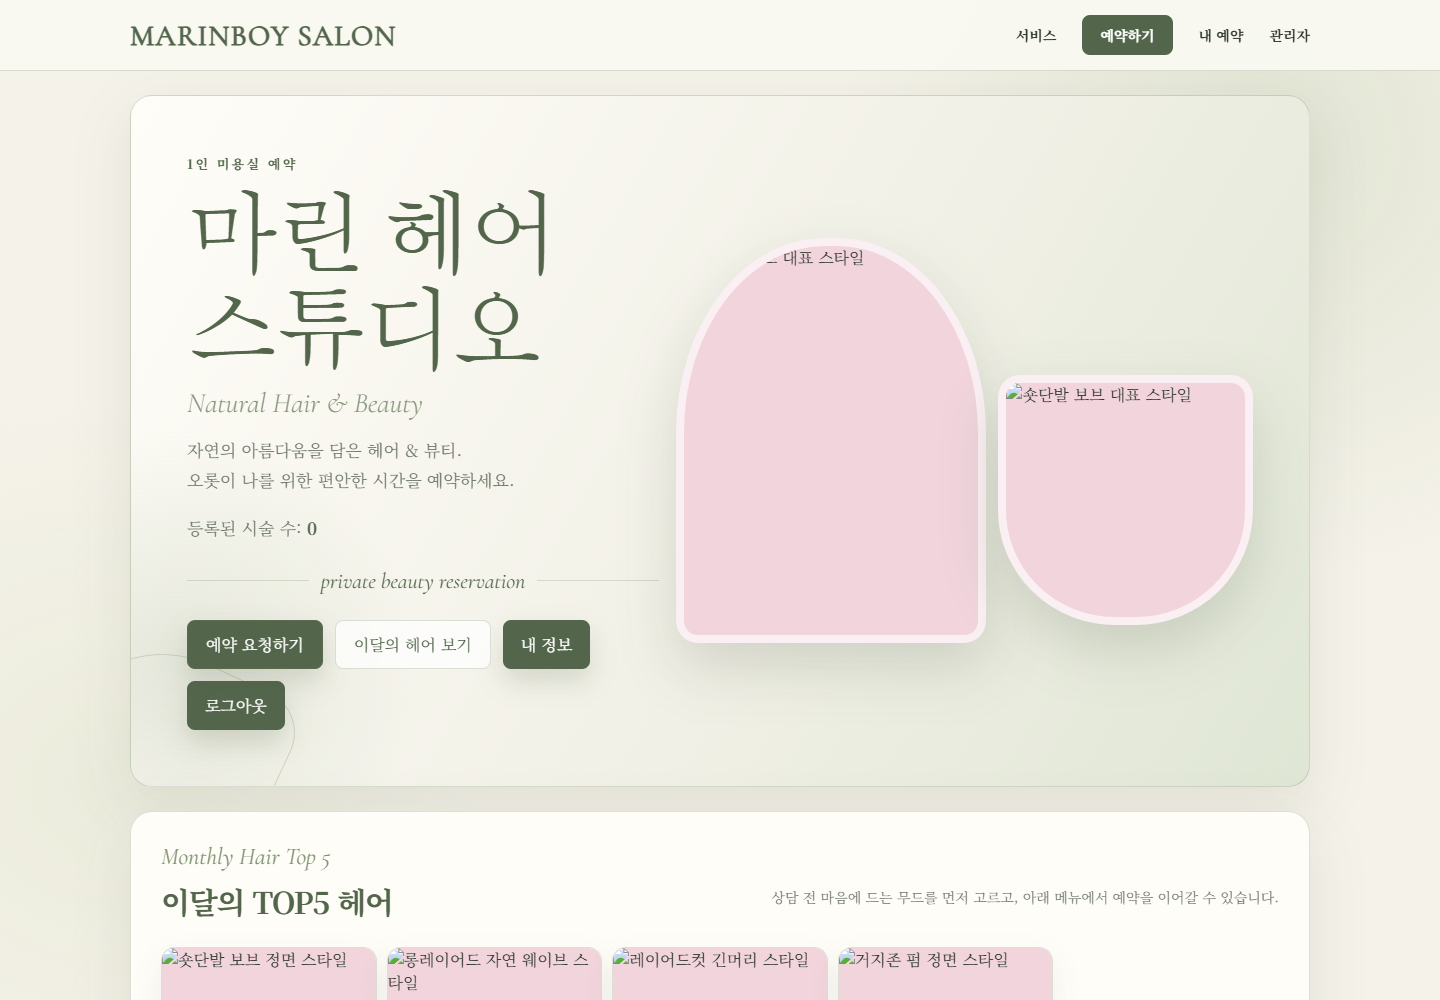 MARINBOY SALON
서비스
예약하기
내 예약
관리자
1인 미용실 예약
마린 헤어
스튜디오
Natural Hair & Beauty
자연의 아름다움을 담은 헤어 & 뷰티.
오롯이 나를 위한 편안한 시간을 예약하세요.
등록된 시술 수: 0
private beauty reservation
예약 요청하기
이달의 헤어 보기
내 정보
로그아웃
대표 스타일
숏단발 보브 대표 스타일
Monthly Hair Top 5
이달의 TOP5 헤어
상담 전 마음에 드는 무드를 먼저 고르고, 아래 메뉴에서 예약을 이어갈 수 있습니다.
숏단발 보브 정면 스타일
롱레이어드 자연 웨이브 스
타일
레이어드컷 긴머리 스타일
거지존 펌 정면 스타일